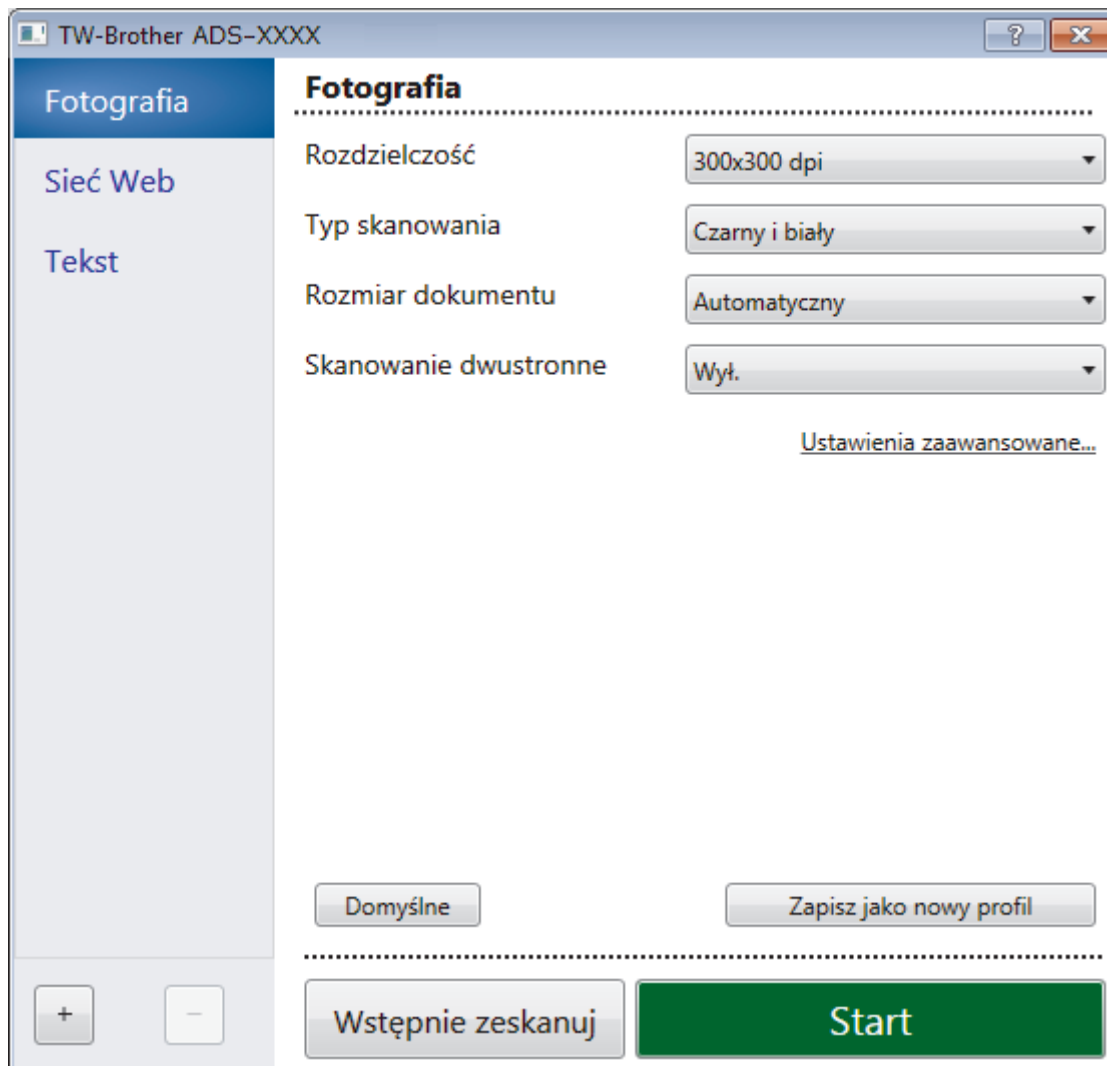 TW-Brother ADS-XXXX
?
Fotografia
Sieć Web
Tekst
Fotografia
Rozdzielczość
300x300 dpi
Typ skanowania
Czarny i biały
Rozmiar dokumentu
Automatyczny
Skanowanie dwustronne
Wył.
Ustawienia zaawansowane...
Domyślne
Zapisz jako nowy profil
+
−
Wstępnie zeskanuj
Start